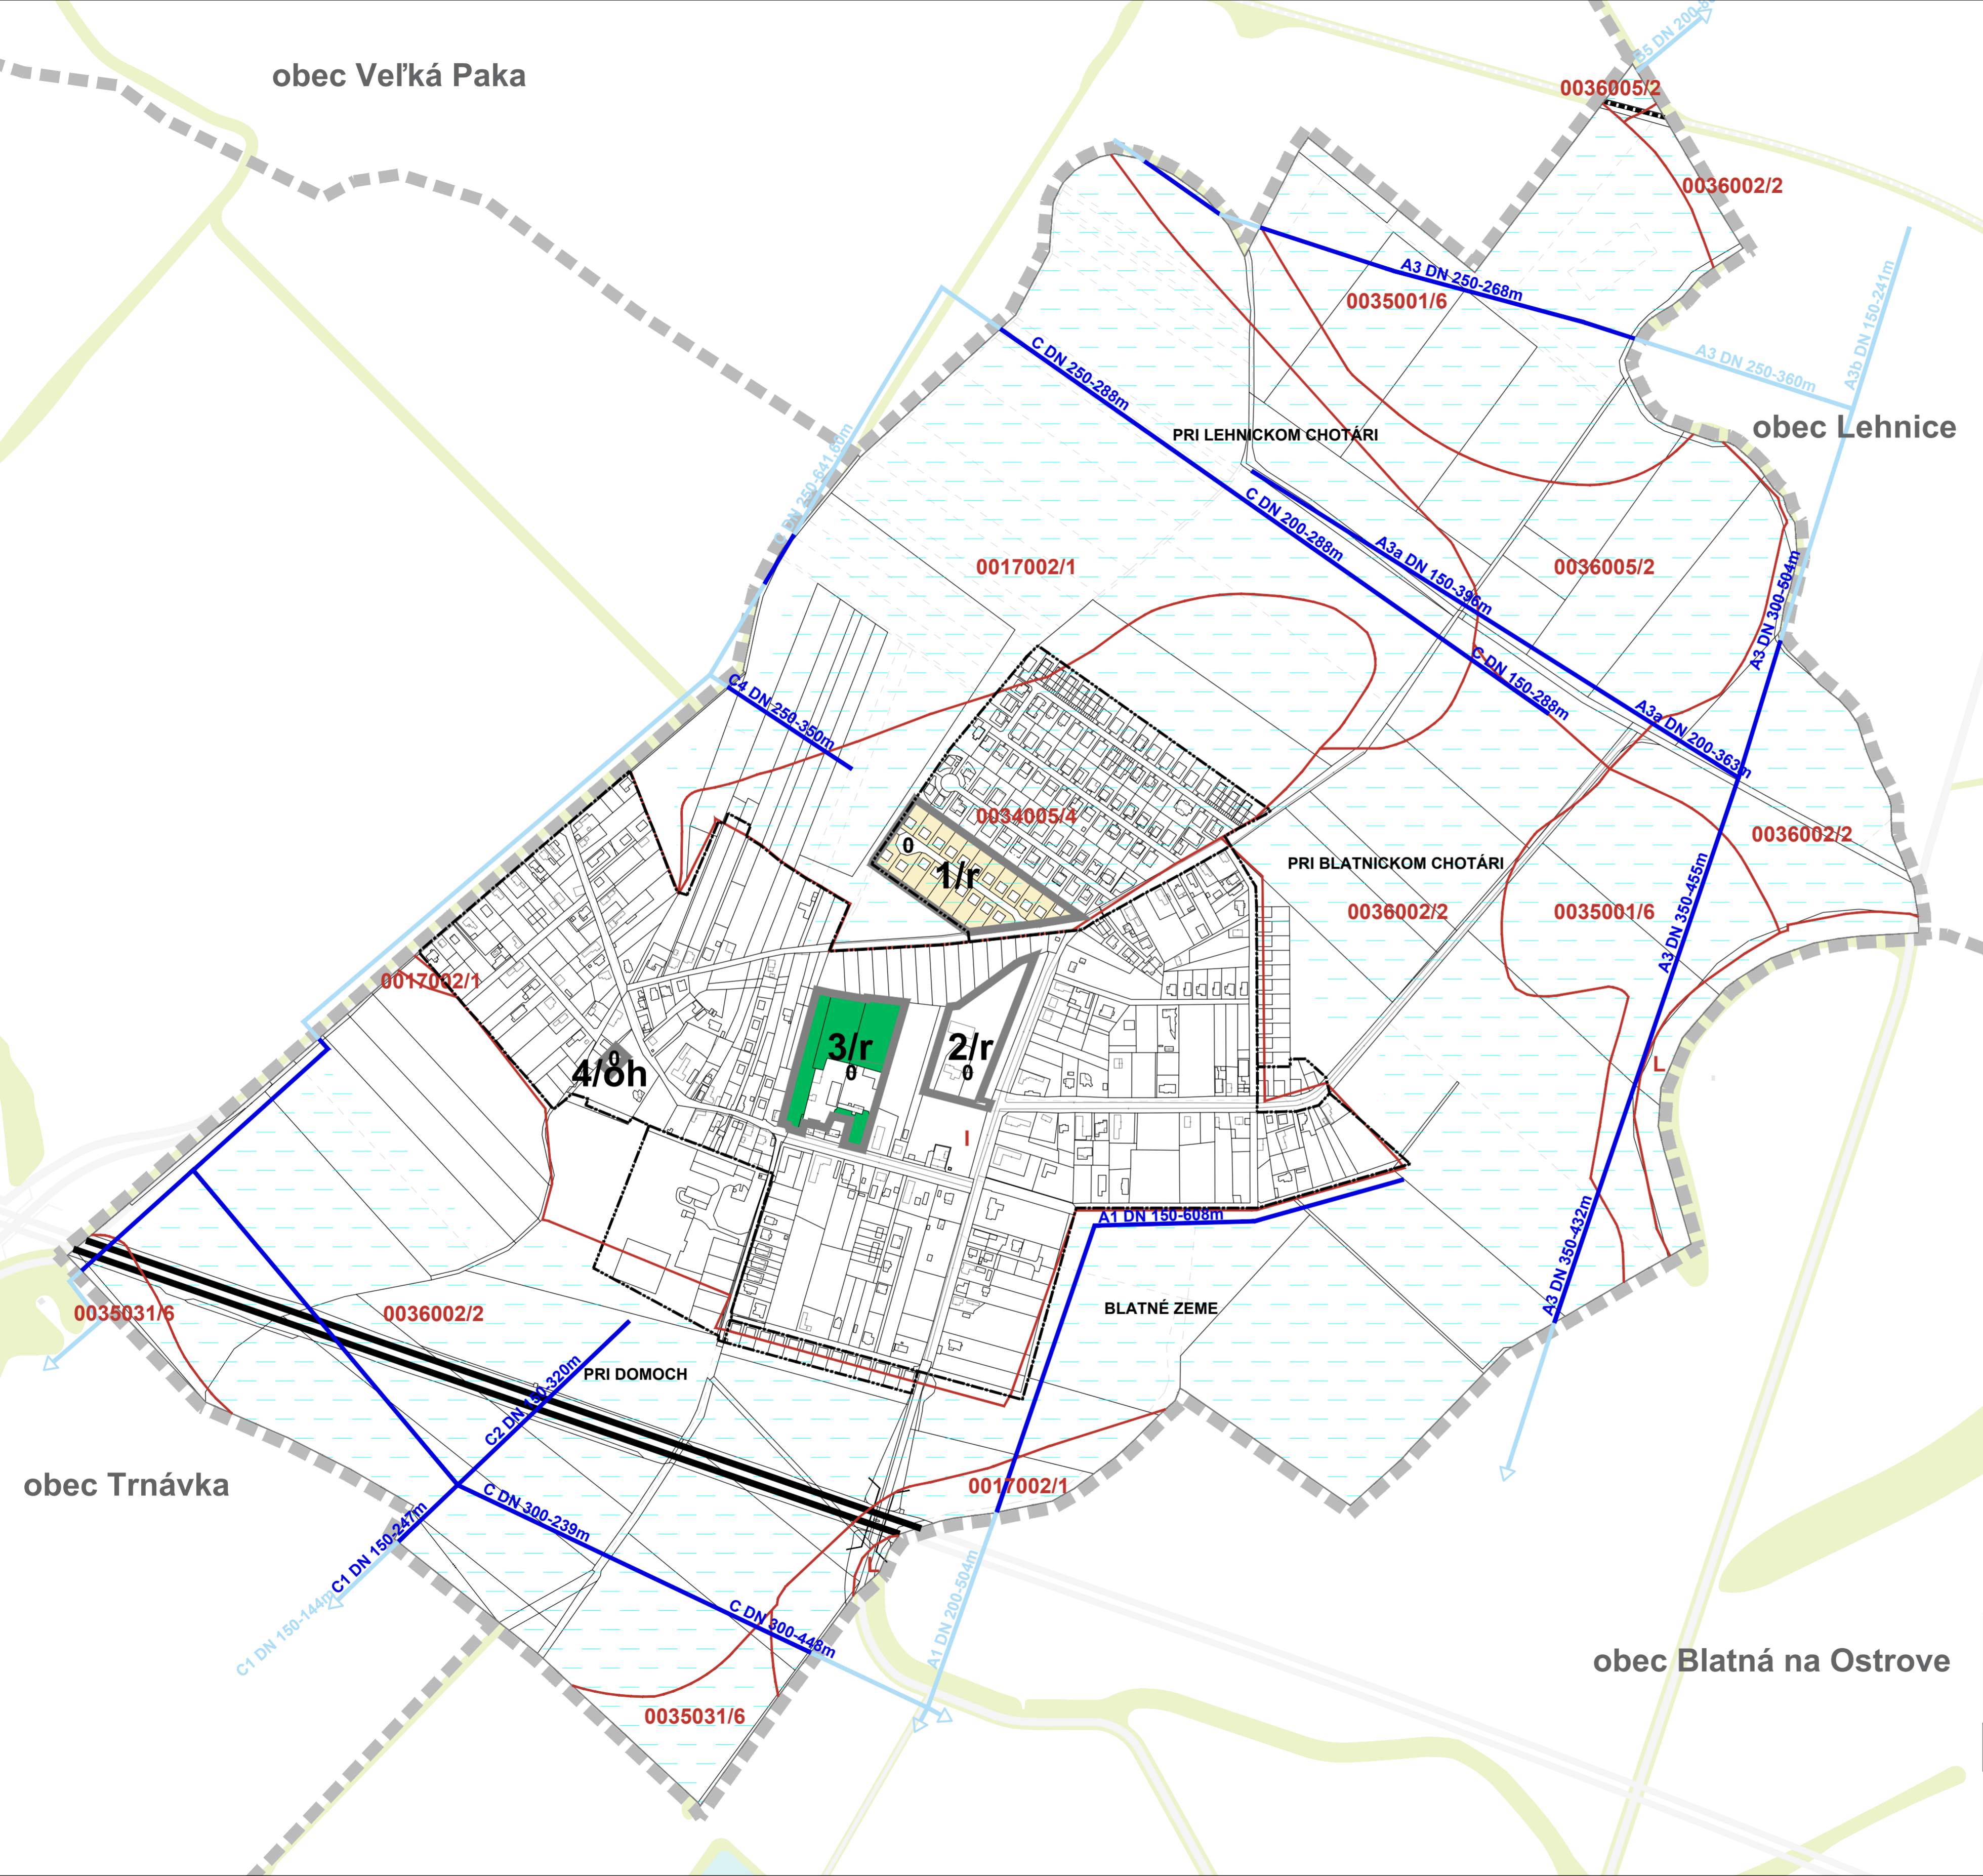 B5 DN 200-8
obec Veľká Paka
0036005/2
0036002/2
A3 DN 250-268m
0035001/6
A3b DN 150-241m
A3 DN 250-360m
C DN 250-288m
obec Lehnice
PRI LEHNICKOM CHOTÁRI
C DN 250-641,60m
C DN 200-288m
A3a DN 150-396m
0017002/1
0036005/2
A3 DN 300-504m
C DN 150-288m
C4 DN 250-350m
A3a DN 200-363m
0034005/4
0036002/2
0
1/r
PRI BLATNICKOM CHOTÁRI
0036002/2
0035001/6
A3 DN 350-455m
0017002/1
3/r
0
2/r
0
0
4/oh
L
I
A1 DN 150-608m
A3 DN 350-432m
BLATNÉ ZEME
0035031/6
0036002/2
PRI DOMOCH
C2 DN 150-320m
obec Trnávka
0017002/1
C DN 300-239m
C1 DN 150-247m
L
C1 DN 150-144m
A1 DN 200-504m
C DN 300-448m
obec Blatná na Ostrove
0035031/6